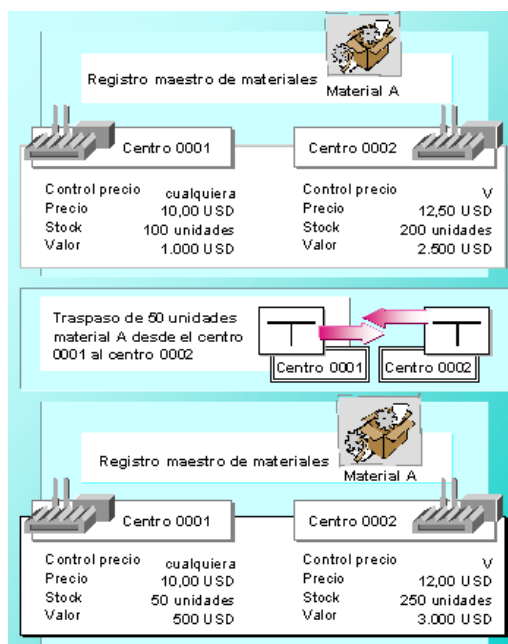 Registro maestro de materiales
Material A
Centro 0001
Centro 0002
Control precio cualquiera
Precio 10,00 USD
Stock 100 unidades
Valor 1.000 USD
Control precio V
Precio 12,50 USD
Stock 200 unidades
Valor 2.500 USD
Traspaso de 50 unidades
material A desde el centro
0001 al centro 0002
Centro 0001
Centro 0002
Registro maestro de materiales
Material A
Centro 0001
Centro 0002
Control precio cualquiera
Precio 10,00 USD
Stock 50 unidades
Valor 500 USD
Control precio V
Precio 12,00 USD
Stock 250 unidades
Valor 3.000 USD